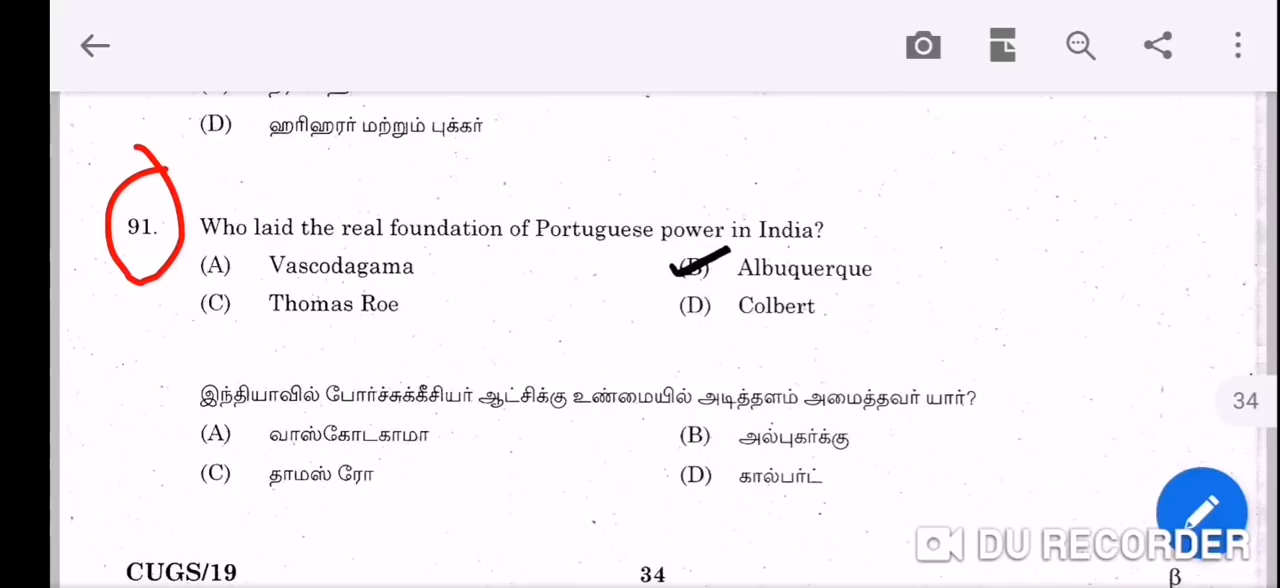 (D) ஹரிஹரர் மற்றும் புக்கர்
91. Who laid the real foundation of Portuguese power in India?
(A) Vascodagama (B) Albuquerque
(C) Thomas Roe (D) Colbert
இந்தியாவில் போர்ச்சுக்கீசியர் ஆட்சிக்கு உண்மையில் அடித்தளம் அமைத்தவர் யார்?
(A) வாஸ்கோடகாமா (B) அல்புகர்க்கு
34
(C) தாமஸ் ரோ (D) கால்பர்ட்
DU RECORDER
CUGS/19 34 β